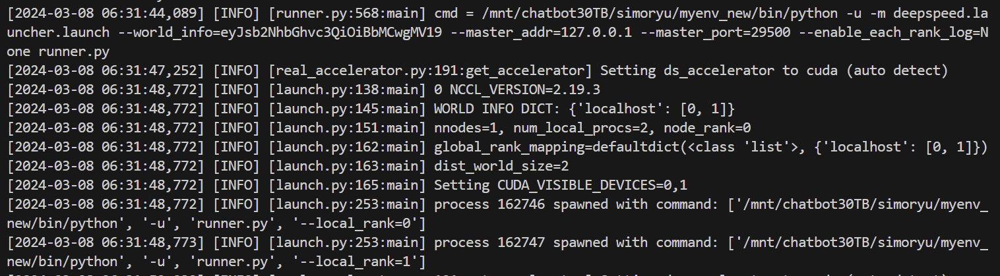 [2024-03-08 06:31:44,089] [INFO] [runner.py:568:main] cmd = /mnt/chatbot30TB/simoryu/myenv_new/bin/python -u -m deepspeed.la
uncher.launch --world_info=eyJsb2NhbGhvc3QiOiBbMCwgMV19 --master_addr=127.0.0.1 --master_port=29500 --enable_each_rank_log=N
one runner.py
[2024-03-08 06:31:47,252] [INFO] [real_accelerator.py:191:get_accelerator] Setting ds_accelerator to cuda (auto detect)
[2024-03-08 06:31:48,772] [INFO] [launch.py:138:main] 0 NCCL_VERSION=2.19.3
[2024-03-08 06:31:48,772] [INFO] [launch.py:145:main] WORLD INFO DICT: {'localhost': [0, 1]}
[2024-03-08 06:31:48,772] [INFO] [launch.py:151:main] nnodes=1, num_local_procs=2, node_rank=0
[2024-03-08 06:31:48,772] [INFO] [launch.py:162:main] global_rank_mapping=defaultdict(<class 'list'>, {'localhost': [0, 1]})
[2024-03-08 06:31:48,772] [INFO] [launch.py:163:main] dist_world_size=2
[2024-03-08 06:31:48,772] [INFO] [launch.py:165:main] Setting CUDA_VISIBLE_DEVICES=0,1
[2024-03-08 06:31:48,772] [INFO] [launch.py:253:main] process 162746 spawned with command: ['/mnt/chatbot30TB/simoryu/myenv_
new/bin/python', '-u', 'runner.py', '--local_rank=0']
[2024-03-08 06:31:48,773] [INFO] [launch.py:253:main] process 162747 spawned with command: ['/mnt/chatbot30TB/simoryu/myenv_
new/bin/python', '-u', 'runner.py', '--local_rank=1']